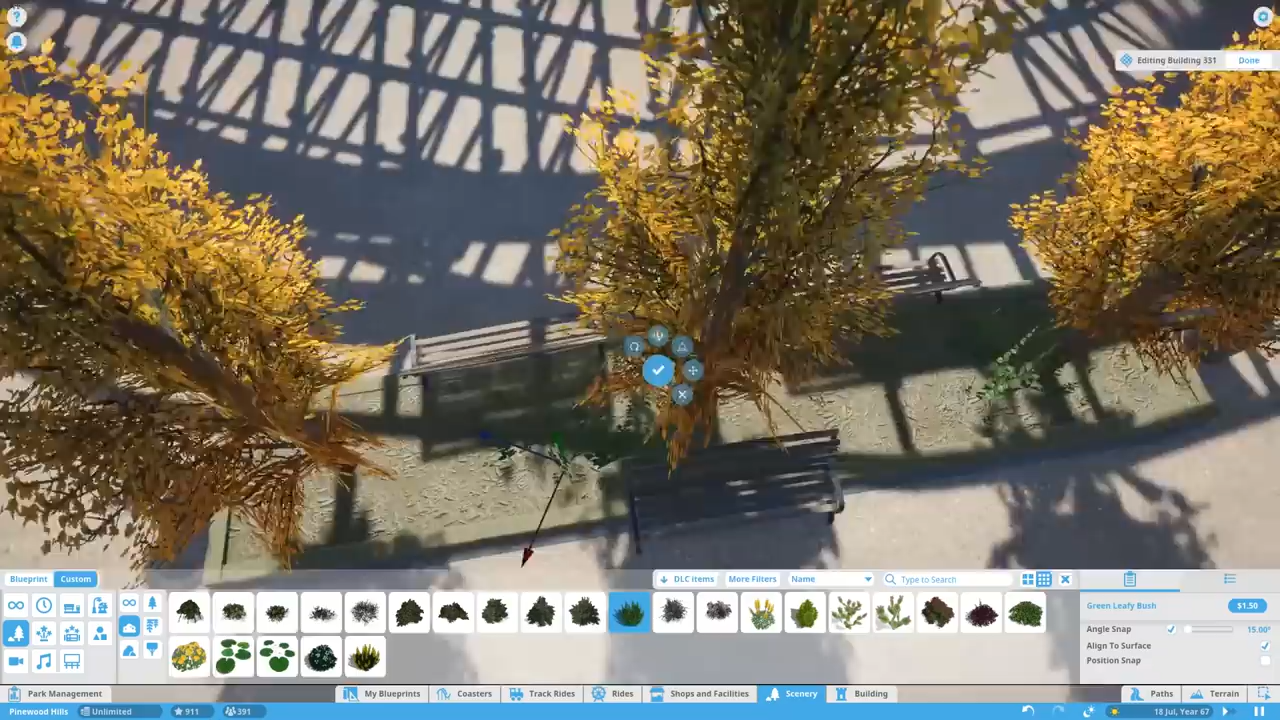 Editing Building 331 Done
Blueprint Custom DLC items More Filters Name Type to Search
Green Leafy Bush $1.50
Angle Snap 15.00°
Align To Surface
Position Snap
Park Management My Blueprints Coasters Track Rides Rides Shops and Facilities Scenery Building Paths Terrain
Pinewood Hills Unlimited 911 391 18 Jul, Year 67